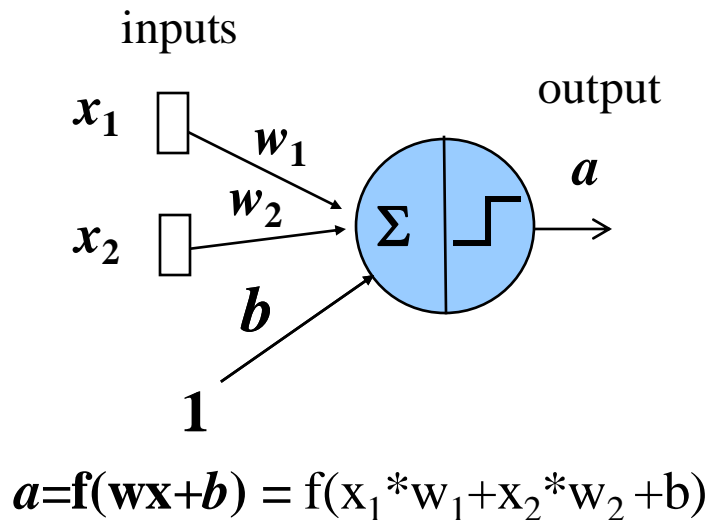 inputs
output
x₁
w₁
a
w₂
x₂
Σ
b
1
a=f(wx+b) = f(x₁*w₁+x₂*w₂ +b)